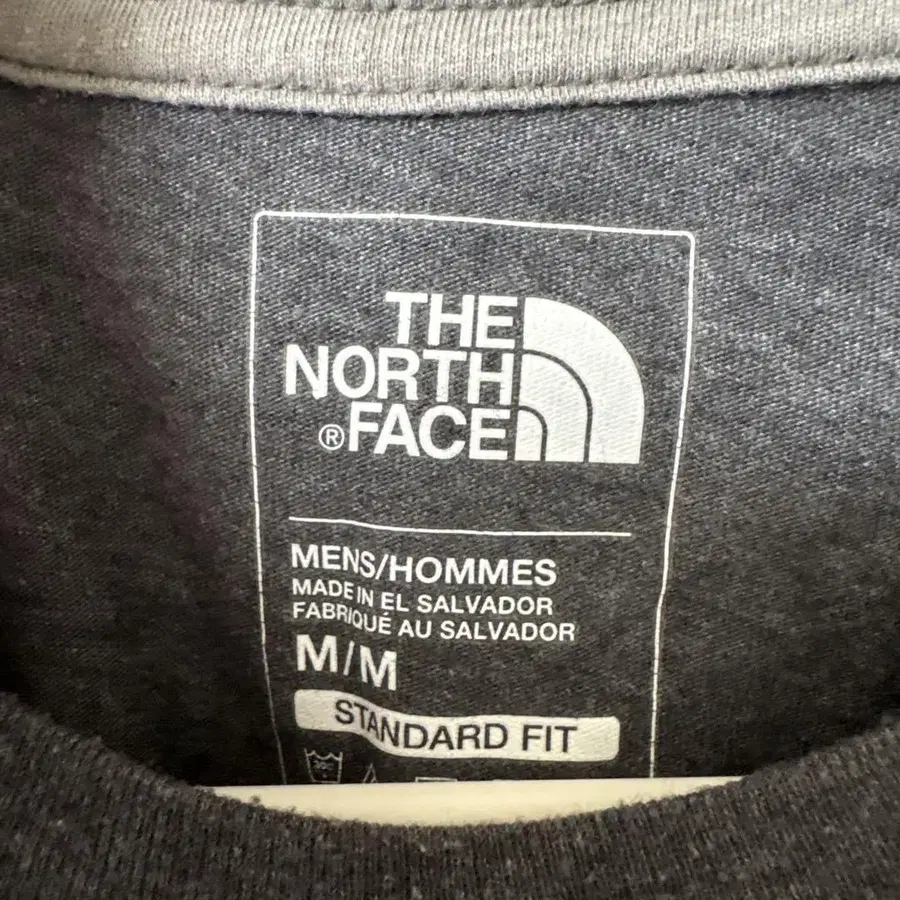 THE
NORTH
®FACE
MENS/HOMMES
MADE IN EL SALVADOR
FABRIQUÉ AU SALVADOR
M/M
STANDARD FIT